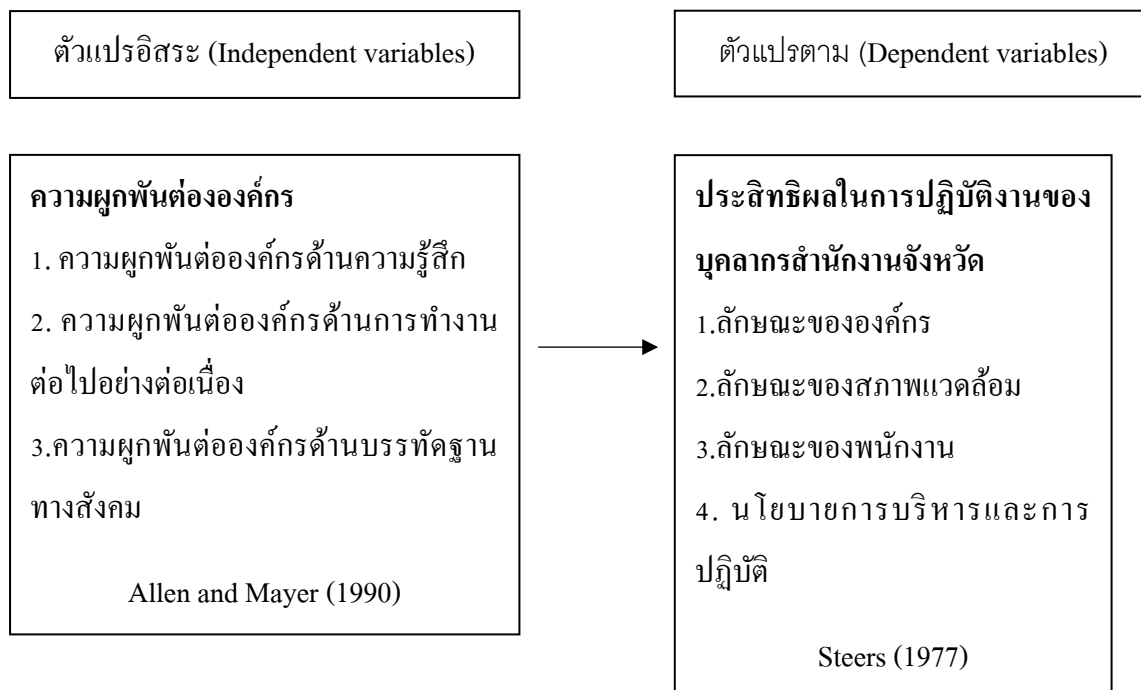 ตัวแปรอิสระ (Independent variables)
ตัวแปรตาม (Dependent variables)
ความผูกพันต่อองค์กร
1. ความผูกพันต่อองค์กรด้านความรู้สึก
2. ความผูกพันต่อองค์กรด้านการทำงาน
ต่อไปอย่างต่อเนื่อง
3.ความผูกพันต่อองค์กรด้านบรรทัดฐาน
ทางสังคม
Allen and Mayer (1990)
ประสิทธิผลในการปฏิบัติงานของ
บุคลากรสำนักงานจังหวัด
1.ลักษณะขององค์กร
2.ลักษณะของสภาพแวดล้อม
3.ลักษณะของพนักงาน
4. นโยบายการบริหารและการ
ปฏิบัติ
Steers (1977)